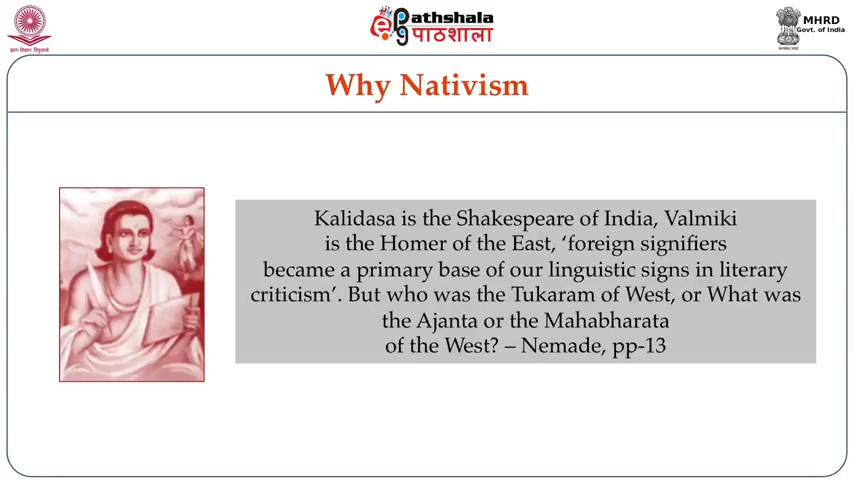 ePathshala
पाठशाला
MHRD
Govt. of India
ज्ञान-विज्ञान विमुक्तये
Why Nativism
Kalidasa is the Shakespeare of India, Valmiki
is the Homer of the East, ‘foreign signifiers
became a primary base of our linguistic signs in literary
criticism’. But who was the Tukaram of West, or What was
the Ajanta or the Mahabharata
of the West? – Nemade, pp-13